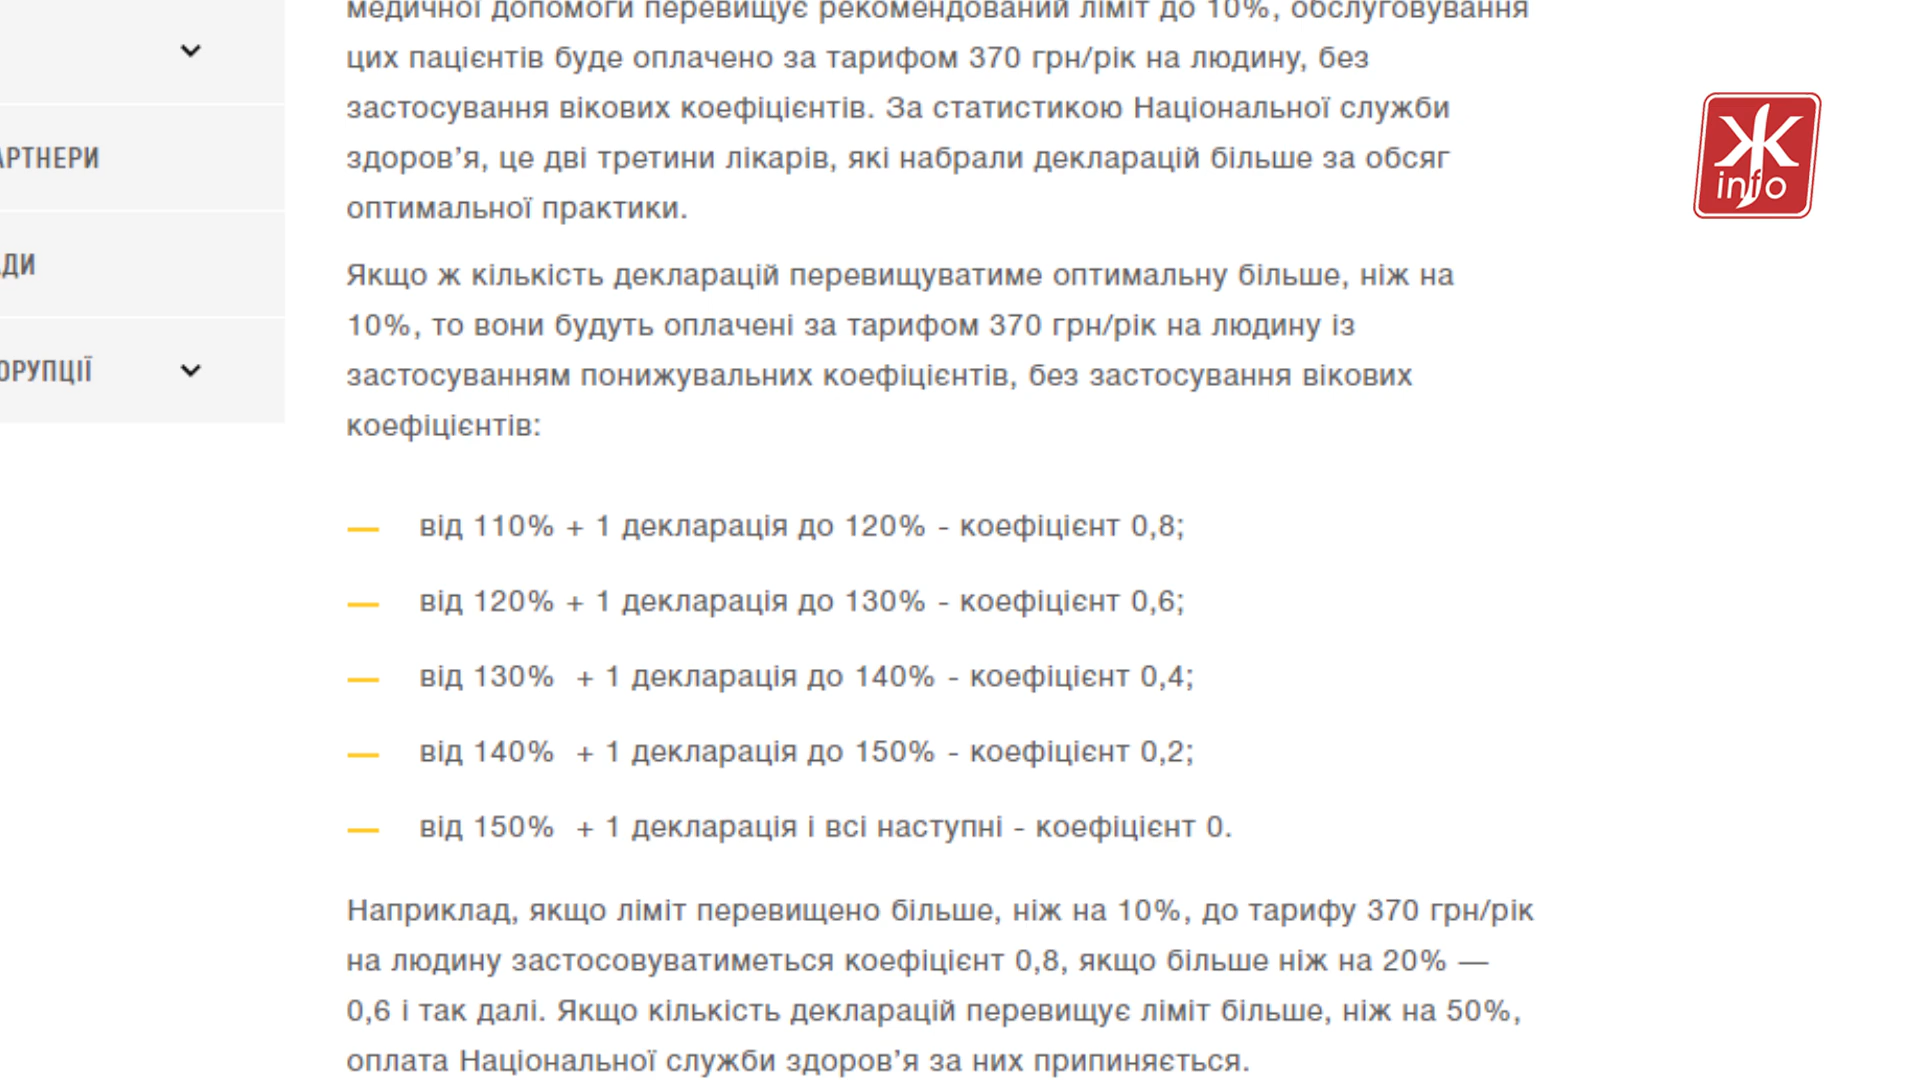 медичної допомоги перевищує рекомендований ліміт до 10%, обслуговування
цих пацієнтів буде оплачено за тарифом 370 грн/рік на людину, без
застосування вікових коефіцієнтів. За статистикою Національної служби
здоров’я, це дві третини лікарів, які набрали декларацій більше за обсяг
оптимальної практики.
Якщо ж кількість декларацій перевищуватиме оптимальну більше, ніж на
10%, то вони будуть оплачені за тарифом 370 грн/рік на людину із
застосуванням понижувальних коефіцієнтів, без застосування вікових
коефіцієнтів:
від 110% + 1 декларація до 120% - коефіцієнт 0,8;
від 120% + 1 декларація до 130% - коефіцієнт 0,6;
від 130% + 1 декларація до 140% - коефіцієнт 0,4;
від 140% + 1 декларація до 150% - коефіцієнт 0,2;
від 150% + 1 декларація і всі наступні - коефіцієнт 0.
Наприклад, якщо ліміт перевищено більше, ніж на 10%, до тарифу 370 грн/рік
на людину застосовуватиметься коефіцієнт 0,8, якщо більше ніж на 20% —
0,6 і так далі. Якщо кількість декларацій перевищує ліміт більше, ніж на 50%,
оплата Національної служби здоров’я за них припиняється.
АРТНЕРИ
АДИ
ОРУПЦІЇ
Ж
info